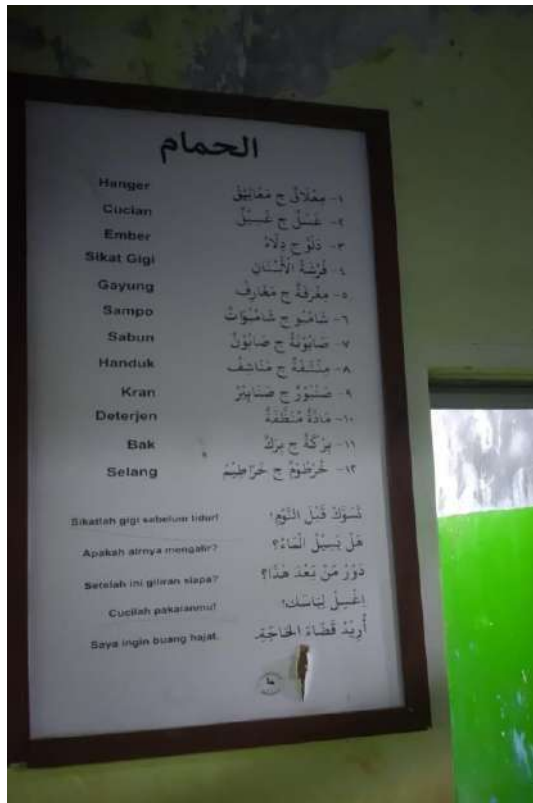 الحمام
Hanger ١- مِعْلَاقٌ ج مَعَالِيْقُ
Cucian ٢- غَسْلٌ ج غَسِيْلٌ
Ember ٣- دَلْوٌ ج دِلَاءٌ
Sikat Gigi ٤- فُرْشَةُ الْأَسْنَانِ
Gayung ٥- مِغْرَفَةٌ ج مَغَارِفُ
Sampo ٦- شَامْبُو ج شَامْبُوَاتٌ
Sabun ٧- صَابُوْنَةٌ ج صَابُوْنٌ
Handuk ٨- مِنْشَفَةٌ ج مَنَاشِفُ
Kran ٩- صَنْبُوْرٌ ج صَنَابِيْرُ
Deterjen ١٠- مَادَّةٌ مُنَظِّفَةٌ
Bak ١١- بِرْكَةٌ ج بِرَكٌ
Selang ١٢- خُرْطُوْمٌ ج خَرَاطِيْمُ
Sikatlah gigi sebelum tidur! تَسَوَّكْ قَبْلَ النَّوْمِ!
Apakah airnya mengalir? هَلْ يَسِيْلُ الْمَاءُ؟
Setelah ini giliran siapa? دَوْرُ مَنْ بَعْدَ هَذَا؟
Cucilah pakaianmu! اِغْسِلْ لِبَاسَكَ!
Saya ingin buang hajat. أُرِيْدُ قَضَاءَ الْحَاجَةِ.